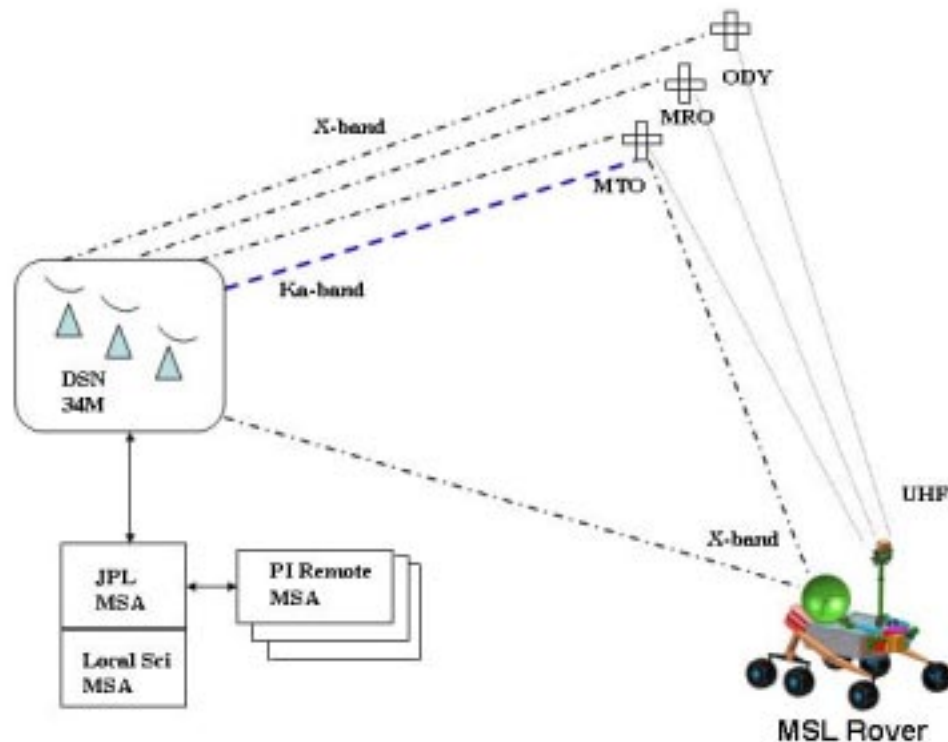 ODY
MRO
X-band
MTO
Ka-band
DSN
34M
UHF
X-band
JPL
MSA
PI Remote
MSA
Local Sci
MSA
MSL Rover